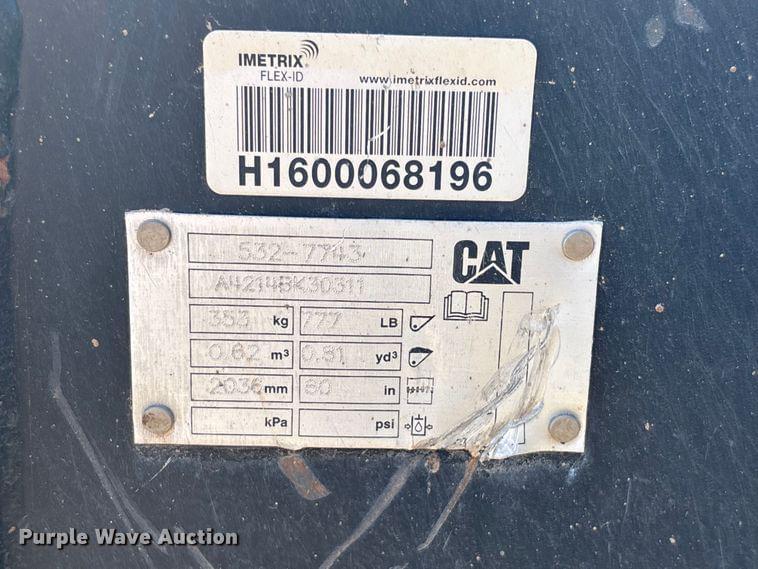 IMETRIX
FLEX-ID
www.imetrixflexid.com
H1600068196
532-7743
CAT
A4214BK30311
353 kg 777 LB
0.62 m³ 0.81 yd³
2036 mm 80 in
kPa psi
Purple Wave Auction